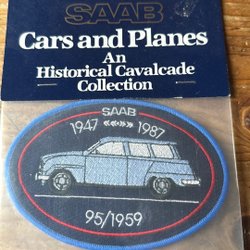 SAAB
Cars and Planes
An
Historical Cavalcade
Collection
SAAB
1947 «‹◇›» 1987
95/1959